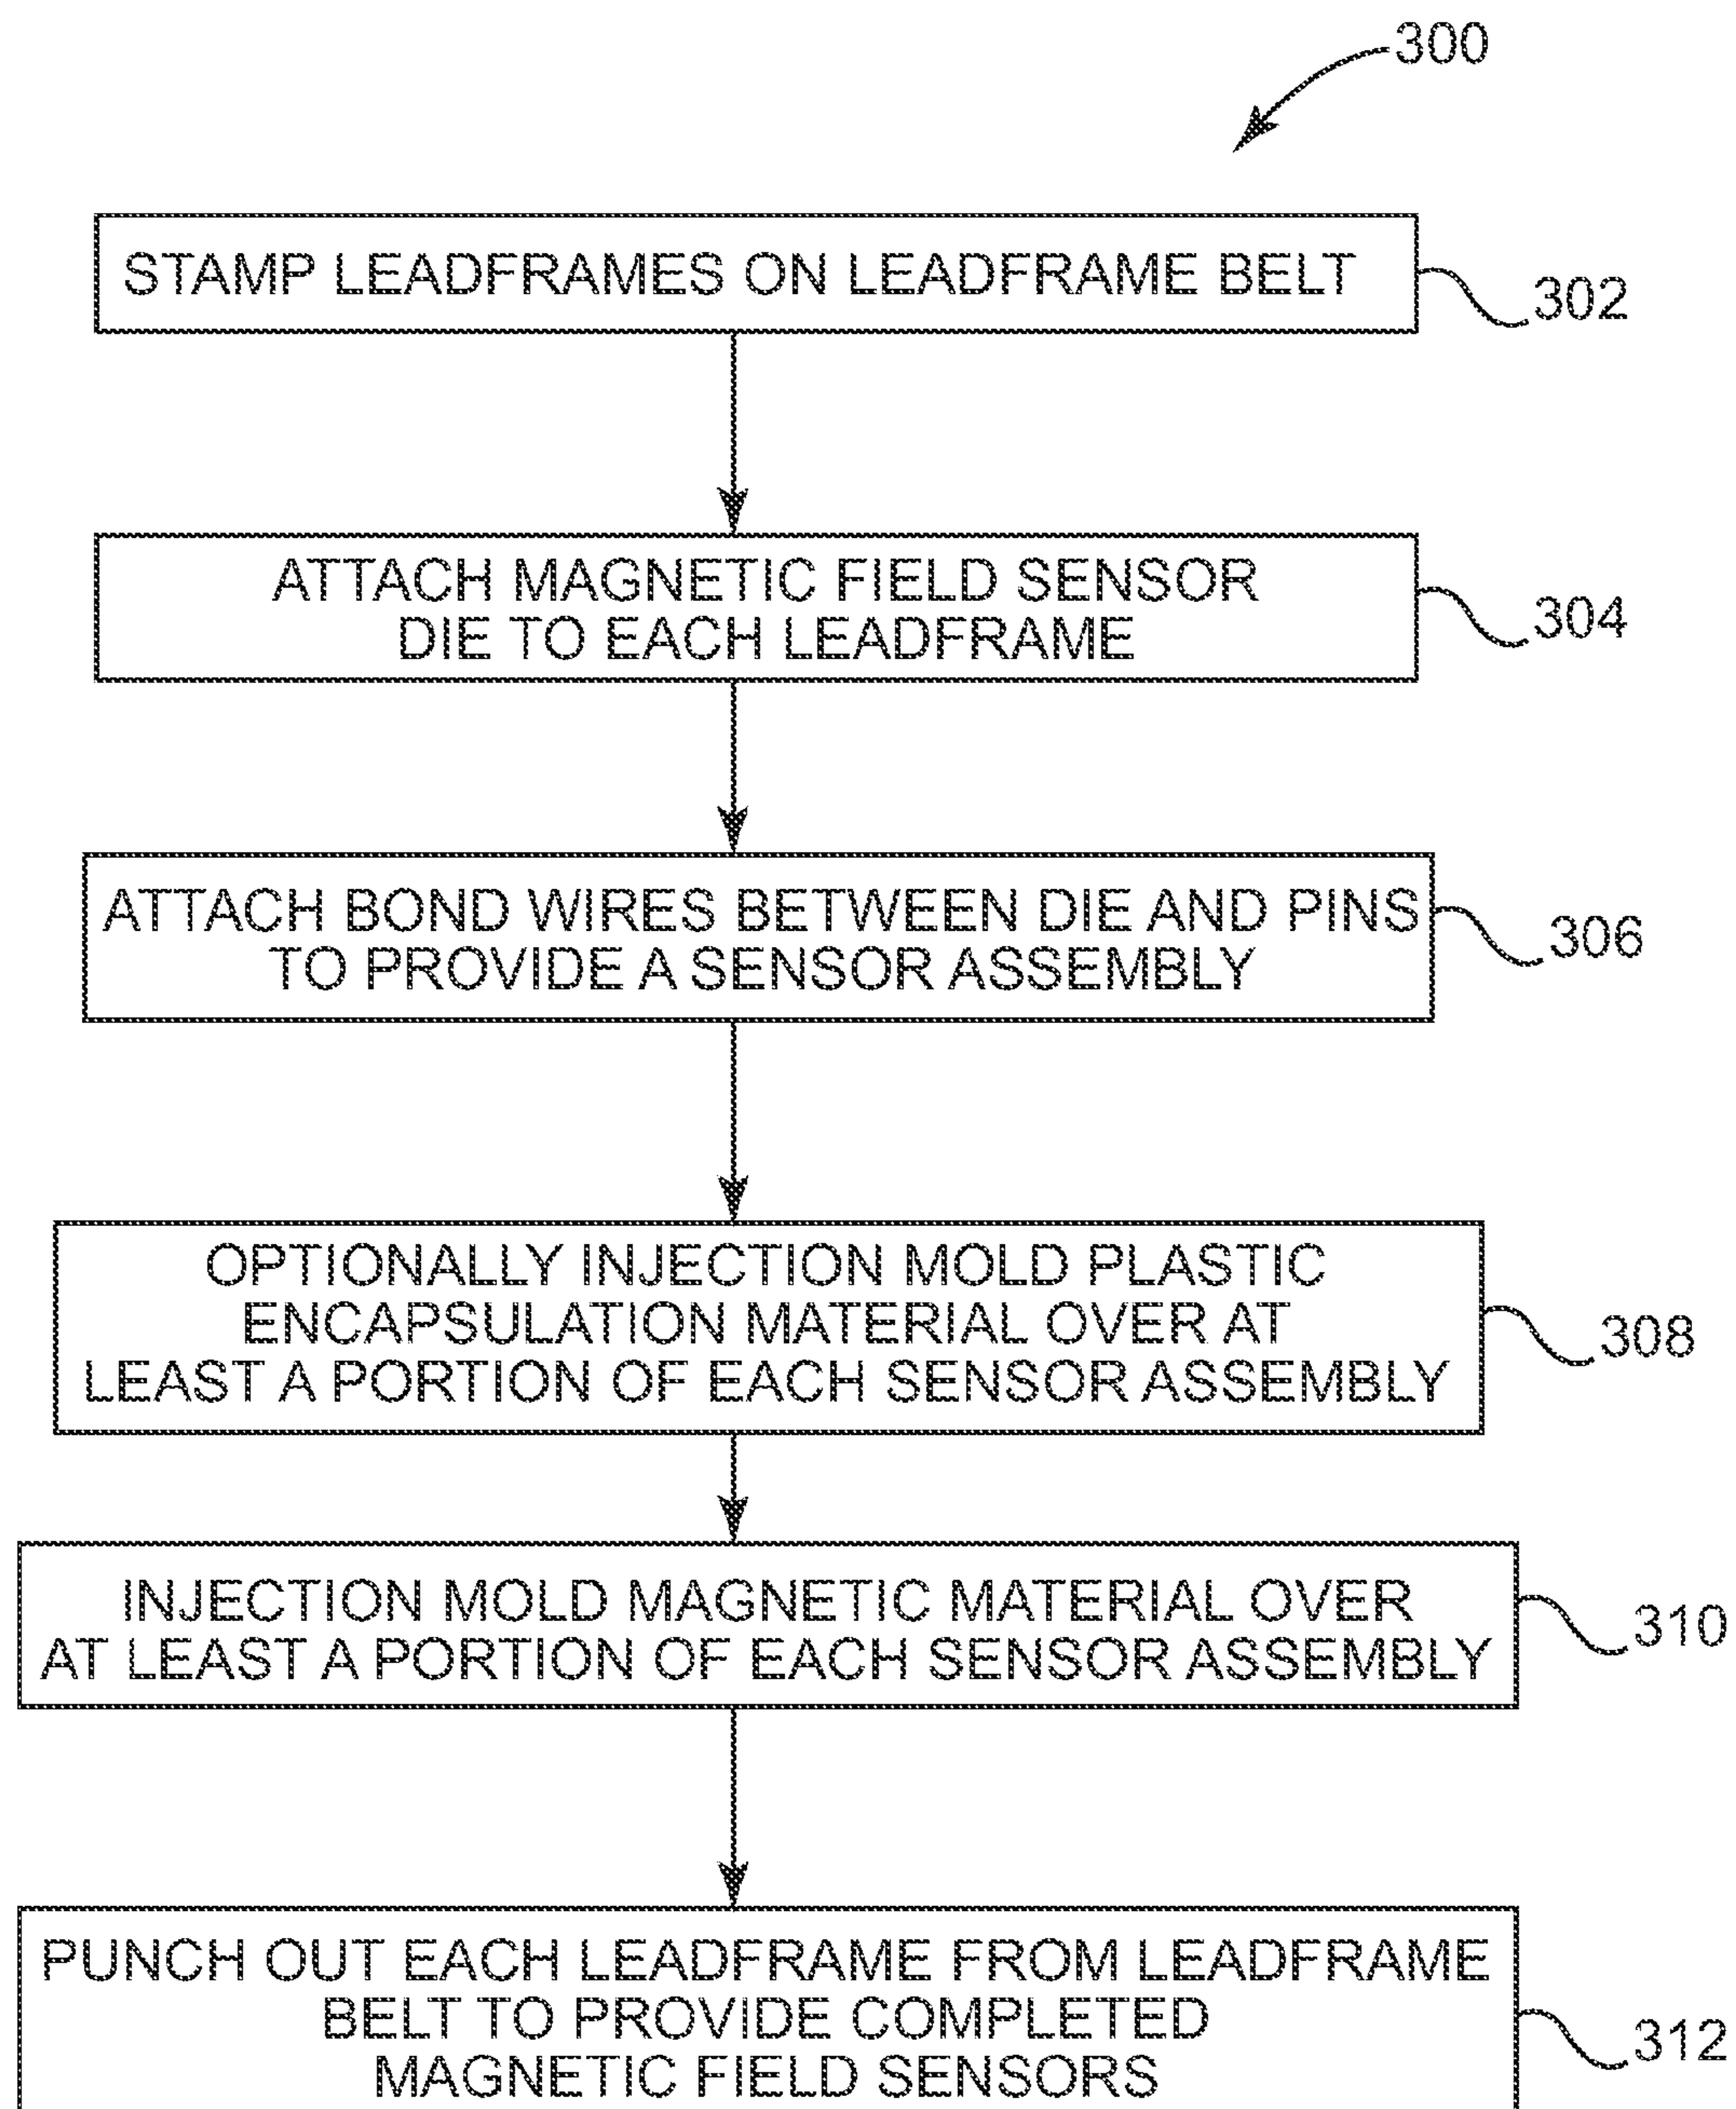 300
STAMP LEADFRAMES ON LEADFRAME BELT
302
ATTACH MAGNETIC FIELD SENSOR
DIE TO EACH LEADFRAME
304
ATTACH BOND WIRES BETWEEN DIE AND PINS
TO PROVIDE A SENSOR ASSEMBLY
306
OPTIONALLY INJECTION MOLD PLASTIC
ENCAPSULATION MATERIAL OVER AT
LEAST A PORTION OF EACH SENSOR ASSEMBLY
308
INJECTION MOLD MAGNETIC MATERIAL OVER
AT LEAST A PORTION OF EACH SENSOR ASSEMBLY
310
PUNCH OUT EACH LEADFRAME FROM LEADFRAME
BELT TO PROVIDE COMPLETED
MAGNETIC FIELD SENSORS
312